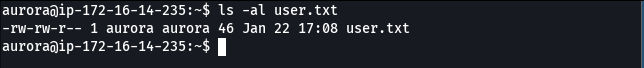 aurora@ip-172-16-14-235:~$ ls -al user.txt
-rw-rw-r-- 1 aurora aurora 46 Jan 22 17:08 user.txt
aurora@ip-172-16-14-235:~$